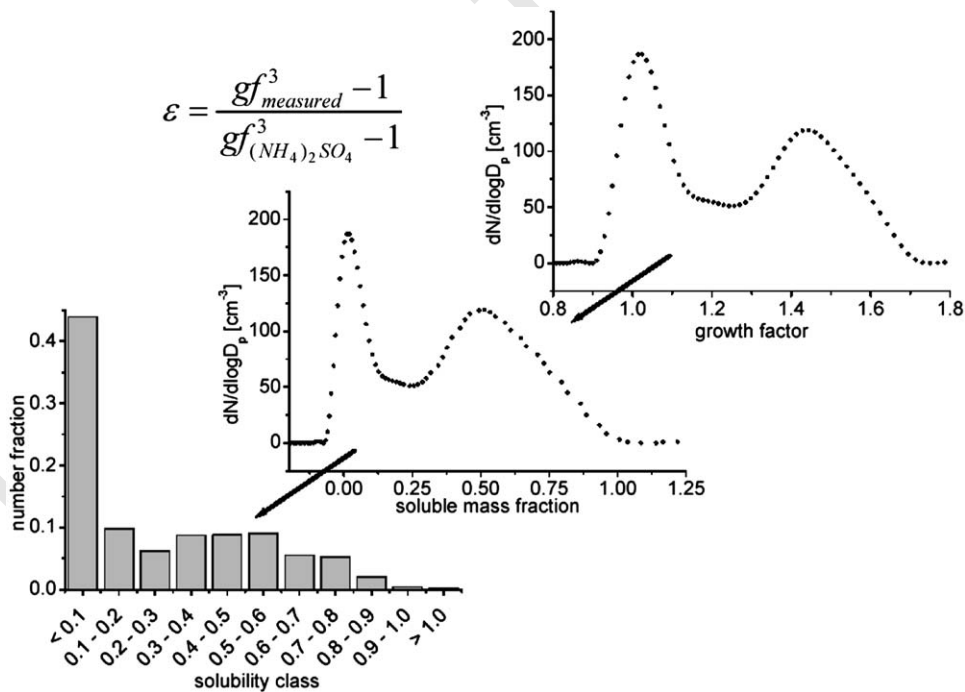 ε = (gf³measured − 1) / (gf³(NH₄)₂SO₄ − 1)
dN/dlogDp [cm⁻³]
200
150
100
50
0
0.8 1.0 1.2 1.4 1.6 1.8
growth factor
dN/dlogDp [cm⁻³]
200
150
100
50
0
0.00 0.25 0.50 0.75 1.00 1.25
soluble mass fraction
number fraction
0.4
0.3
0.2
0.1
0.0
< 0.1
0.1 - 0.2
0.2 - 0.3
0.3 - 0.4
0.4 - 0.5
0.5 - 0.6
0.6 - 0.7
0.7 - 0.8
0.8 - 0.9
0.9 - 1.0
> 1.0
solubility class